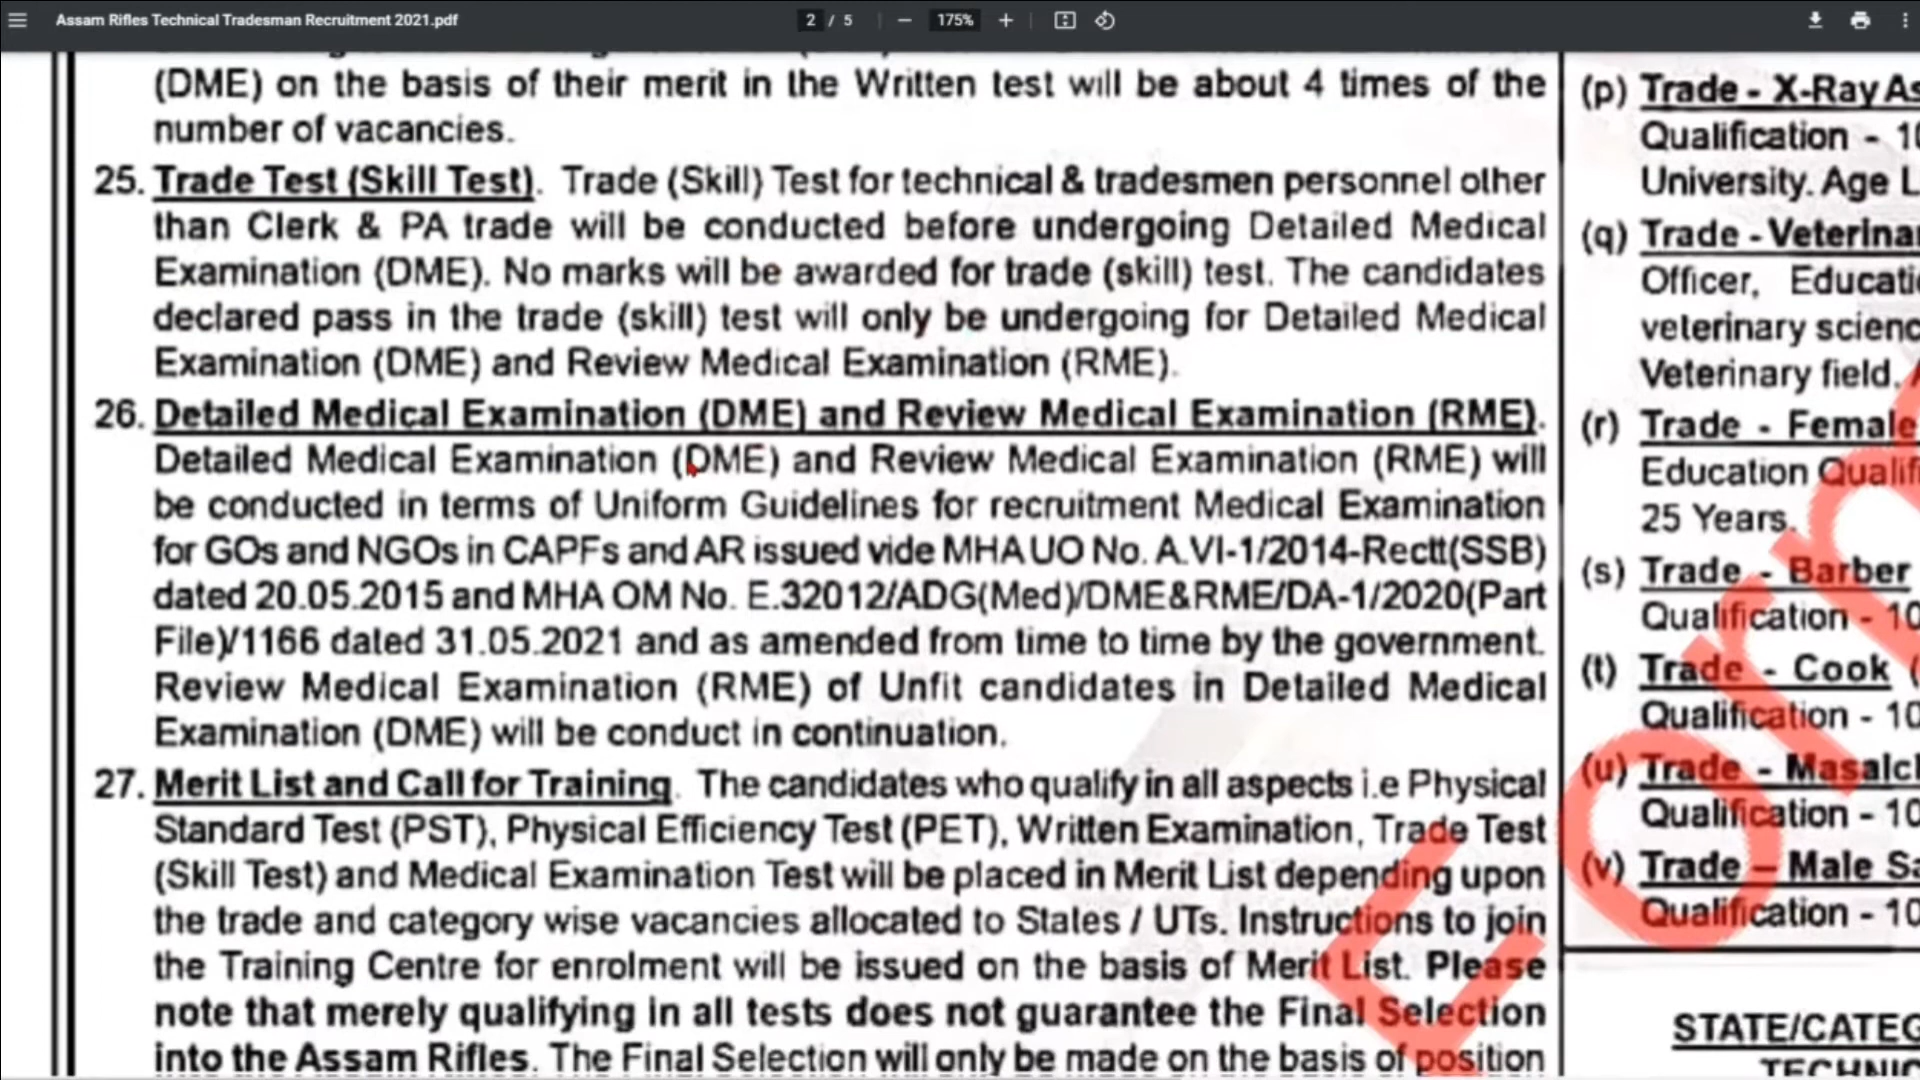 Assam Rifles Technical Tradesman Recruitment 2021.pdf
2 / 5
175%
(DME) on the basis of their merit in the Written test will be about 4 times of the
number of vacancies.
25. Trade Test (Skill Test). Trade (Skill) Test for technical & tradesmen personnel other
than Clerk & PA trade will be conducted before undergoing Detailed Medical
Examination (DME). No marks will be awarded for trade (skill) test. The candidates
declared pass in the trade (skill) test will only be undergoing for Detailed Medical
Examination (DME) and Review Medical Examination (RME).
26. Detailed Medical Examination (DME) and Review Medical Examination (RME).
Detailed Medical Examination (DME) and Review Medical Examination (RME) will
be conducted in terms of Uniform Guidelines for recruitment Medical Examination
for GOs and NGOs in CAPFs and AR issued vide MHA UO No. A.VI-1/2014-Rectt(SSB)
dated 20.05.2015 and MHA OM No. E.32012/ADG(Med)/DME&RME/DA-1/2020(Part
File)/1166 dated 31.05.2021 and as amended from time to time by the government.
Review Medical Examination (RME) of Unfit candidates in Detailed Medical
Examination (DME) will be conduct in continuation.
27. Merit List and Call for Training. The candidates who qualify in all aspects i.e Physical
Standard Test (PST), Physical Efficiency Test (PET), Written Examination, Trade Test
(Skill Test) and Medical Examination Test will be placed in Merit List depending upon
the trade and category wise vacancies allocated to States / UTs. Instructions to join
the Training Centre for enrolment will be issued on the basis of Merit List. Please
note that merely qualifying in all tests does not guarantee the Final Selection
into the Assam Rifles. The Final Selection will only be made on the basis of position
(p) Trade - X-Ray As
Qualification - 10
University. Age L
(q) Trade - Veterinar
Officer, Educati
veterinary scienc
Veterinary field.
(r) Trade - Female
Education Qualif
25 Years.
(s) Trade - Barber
Qualification - 10
(t) Trade - Cook (
Qualification - 10
(u) Trade - Masalcl
Qualification - 10
(v) Trade – Male Sa
Qualification - 10
STATE/CATEG
TECHNIC
Form